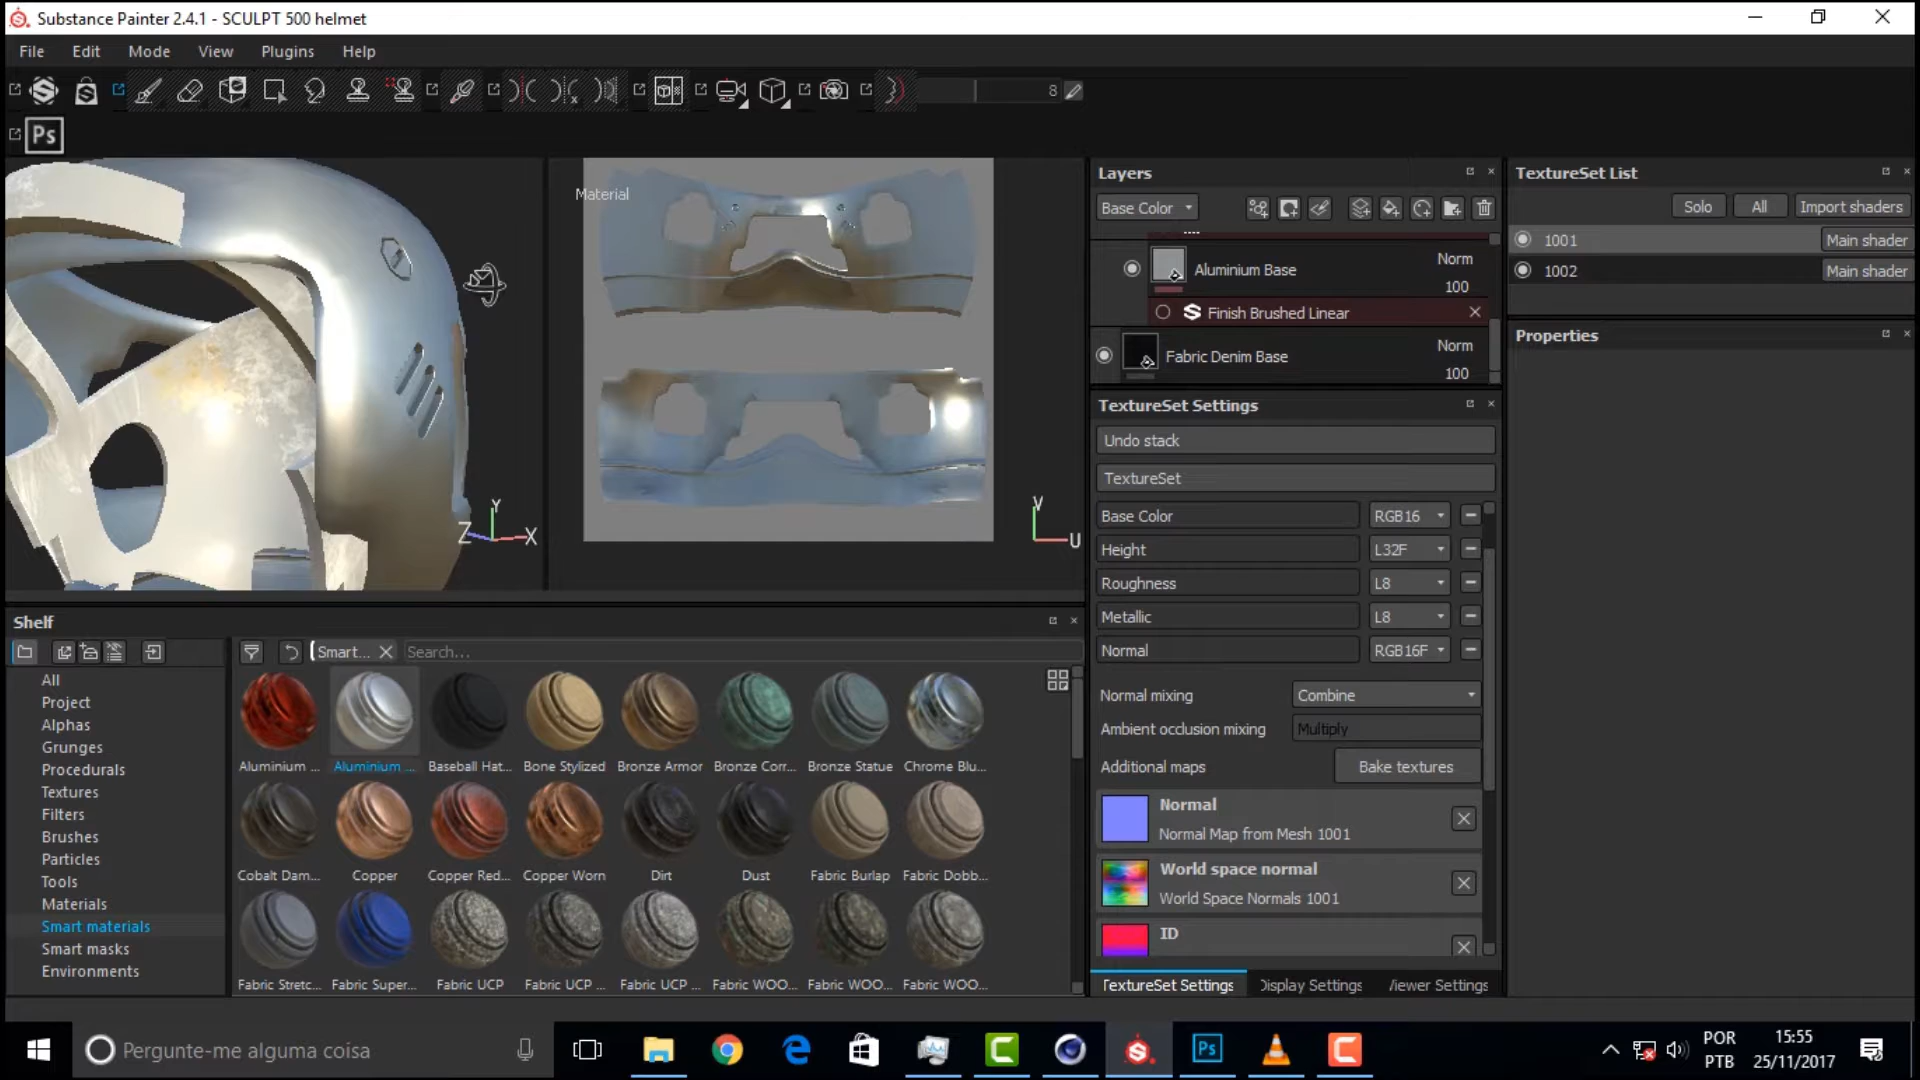 Substance Painter 2.4.1 - SCULPT 500 helmet
File Edit Mode View Plugins Help
8
Ps
Material
Y
Z X
V
U
Layers
Base Color
Aluminium Base
Norm
100
Finish Brushed Linear
Fabric Denim Base
Norm
100
TextureSet Settings
Undo stack
TextureSet
Base Color RGB16
Height L32F
Roughness L8
Metallic L8
Normal RGB16F
Normal mixing Combine
Ambient occlusion mixing Multiply
Additional maps Bake textures
Normal
Normal Map from Mesh 1001
World space normal
World Space Normals 1001
ID
TextureSet Settings Display Settings Viewer Settings
TextureSet List
Solo All Import shaders
1001 Main shader
1002 Main shader
Properties
Shelf
Smart... Search...
All
Project
Alphas
Grunges
Procedurals
Textures
Filters
Brushes
Particles
Tools
Materials
Smart materials
Smart masks
Environments
Aluminium ... Aluminium ... Baseball Hat... Bone Stylized Bronze Armor Bronze Corr... Bronze Statue Chrome Blu...
Cobalt Dam... Copper Copper Red... Copper Worn Dirt Dust Fabric Burlap Fabric Dobb...
Fabric Stretc... Fabric Super... Fabric UCP Fabric UCP ... Fabric UCP ... Fabric WOO... Fabric WOO... Fabric WOO...
Pergunte-me alguma coisa
Ps
POR
PTB
15:55
25/11/2017